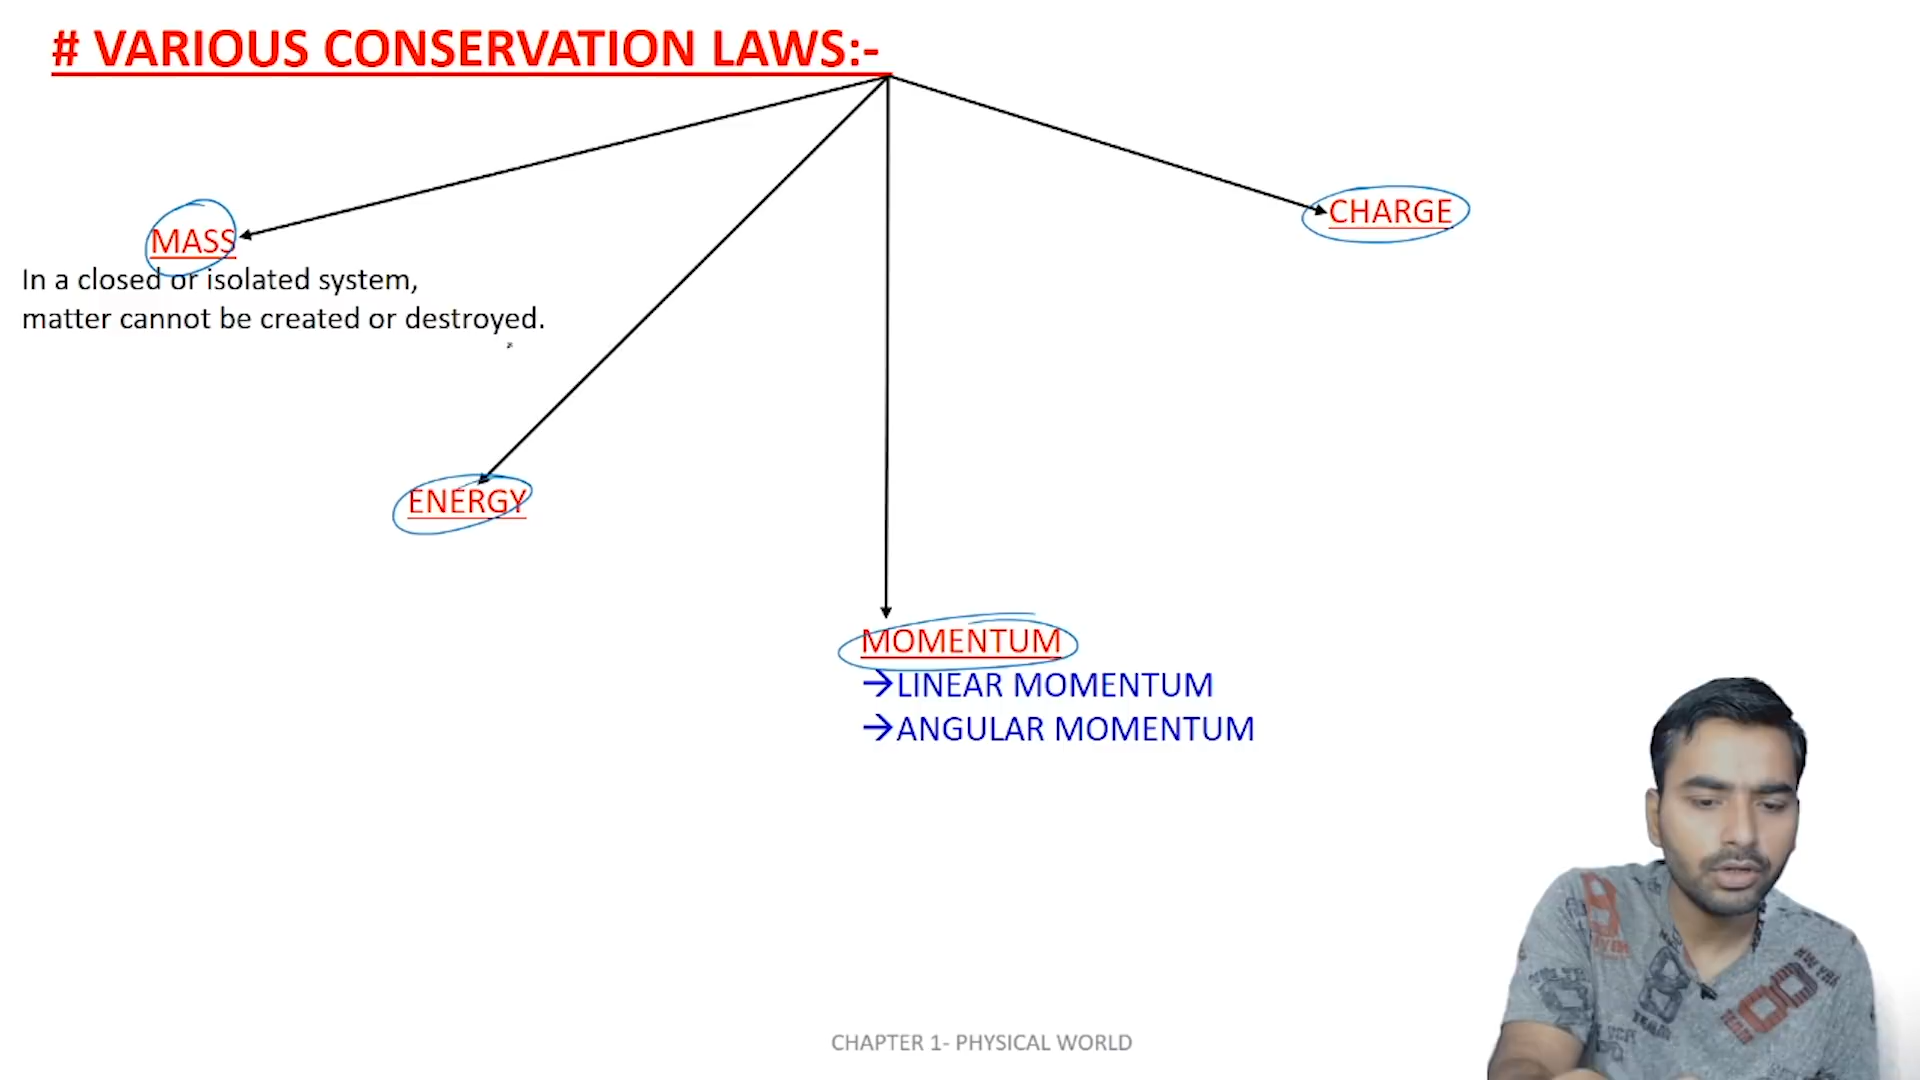 # VARIOUS CONSERVATION LAWS:-
MASS
In a closed or isolated system,
matter cannot be created or destroyed.
CHARGE
ENERGY
MOMENTUM
→LINEAR MOMENTUM
→ANGULAR MOMENTUM
CHAPTER 1- PHYSICAL WORLD